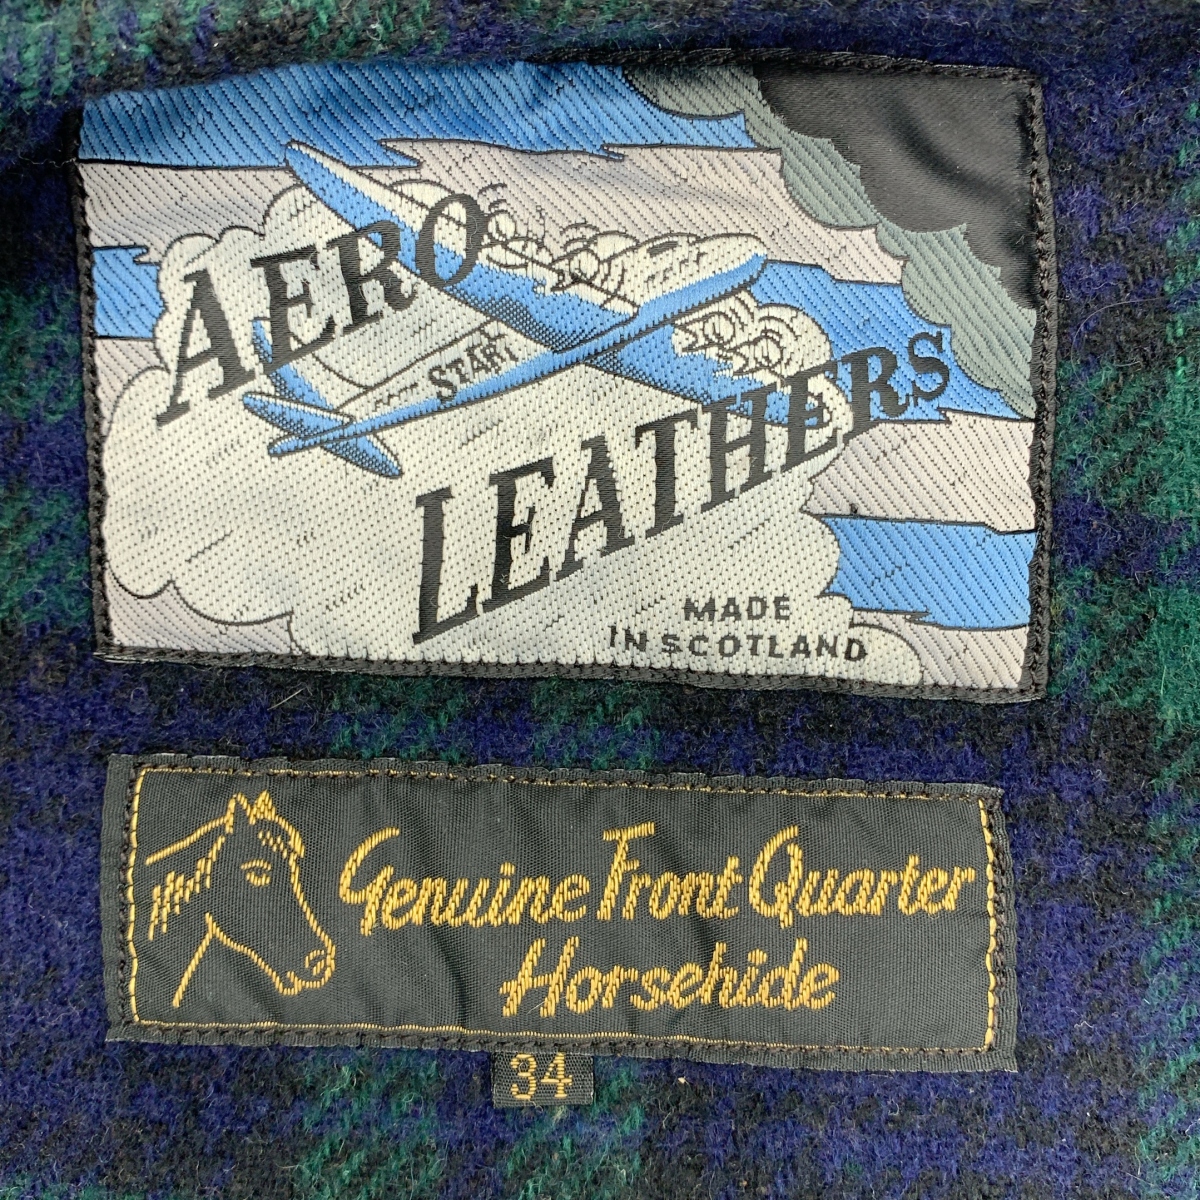 AERO
START
LEATHERS
MADE
IN SCOTLAND
Genuine Front Quarter
Horsehide
34